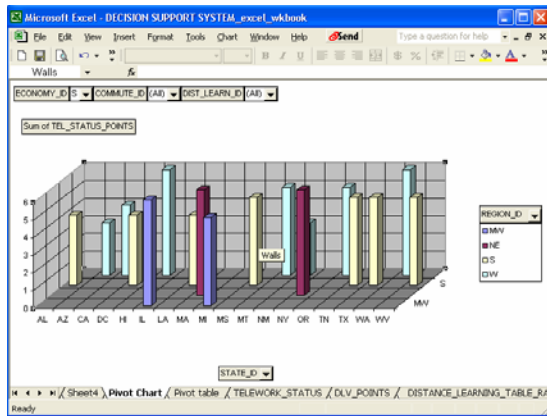 Microsoft Excel - DECISION SUPPORT SYSTEM_excel_wkbook
File Edit View Insert Format Tools Chart Window Help @Send Type a question for help
B I U $ %
Walls fx
ECONOMY_ID S COMMUTE_ID (All) DIST_LEARN_ID (All)
Sum of TEL_STATUS_POINTS
6
5
4
3
2
1
0
Walls
REGION_ID
MW
NE
S
W
S
MW
AL AZ CA DC HI IL LA MA MI MS MT NM NY OR TN TX WA WV
STATE_ID
Sheet4 Pivot Chart Pivot table TELEWORK_STATUS DLV_POINTS DISTANCE_LEARNING_TABLE_RA
Ready